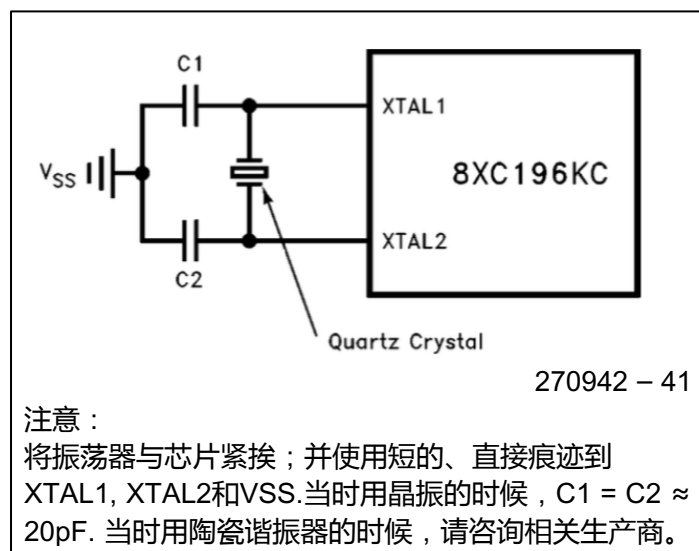 C1
XTAL1
V_SS
8XC196KC
XTAL2
C2
Quartz Crystal
270942 – 41
注意：
将振荡器与芯片紧挨；并使用短的、直接痕迹到
XTAL1, XTAL2和VSS.当时用晶振的时候，C1 = C2 ≈
20pF. 当时用陶瓷谐振器的时候，请咨询相关生产商。